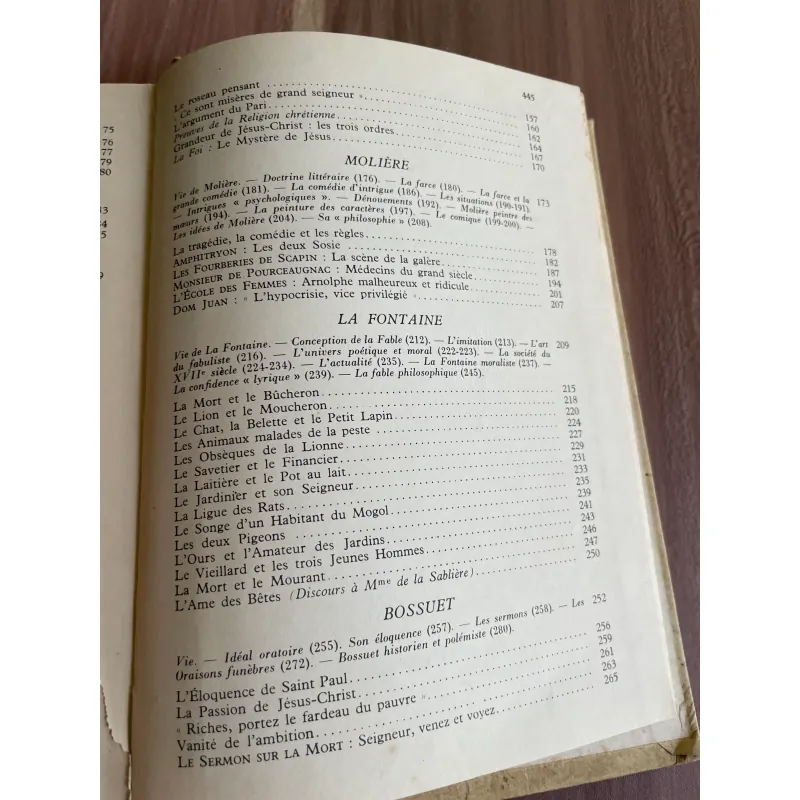 75
76
77
79
80
83
84
85
9
445
Le roseau pensant 157
« Ce sont misères de grand seigneur » 160
L'argument du Pari 162
Preuves de la Religion chrétienne 164
Grandeur de Jésus-Christ : les trois ordres 167
La Foi : Le Mystère de Jésus 170
MOLIÈRE
Vie de Molière. — Doctrine littéraire (176). — La farce (180). — La farce et la 173
grande comédie (181). — La comédie d'intrigue (186). — Les situations (190-191).
— Intrigues « psychologiques ». — Dénouements (192). — Molière peintre des
mœurs (194). — La peinture des caractères (197). — Le comique (199-200). —
Les idées de Molière (204). — Sa « philosophie » (208).
La tragédie, la comédie et les règles 178
AMPHITRYON : Les deux Sosie 182
LES FOURBERIES DE SCAPIN : La scène de la galère 187
MONSIEUR DE POURCEAUGNAC : Médecins du grand siècle 194
L'ÉCOLE DES FEMMES : Arnolphe malheureux et ridicule 201
DOM JUAN : « L'hypocrisie, vice privilégié » 207
LA FONTAINE
Vie de La Fontaine. — Conception de la Fable (212). — L'imitation (213). — L'art 209
du fabuliste (216). — L'univers poétique et moral (222-223). — La société du
XVIIe siècle (224-234). — L'actualité (235). — La Fontaine moraliste (237). —
La confidence « lyrique » (239). — La fable philosophique (245).
La Mort et le Bûcheron 215
Le Lion et le Moucheron 218
Le Chat, la Belette et le Petit Lapin 220
Les Animaux malades de la peste 224
Les Obsèques de la Lionne 227
Le Savetier et le Financier 229
La Laitière et le Pot au lait 231
Le Jardinier et son Seigneur 233
La Ligue des Rats 235
Le Songe d'un Habitant du Mogol 239
Les deux Pigeons 241
L'Ours et l'Amateur des Jardins 243
Le Vieillard et les trois Jeunes Hommes 246
La Mort et le Mourant 247
L'Ame des Bêtes (Discours à Mme de la Sablière) 250
BOSSUET
Vie. — Idéal oratoire (255). Son éloquence (257). — Les sermons (258). — Les 252
Oraisons funèbres (272). — Bossuet historien et polémiste (280).
L'Éloquence de Saint Paul 256
La Passion de Jésus-Christ 259
« Riches, portez le fardeau du pauvre » 261
Vanité de l'ambition 263
LE SERMON SUR LA MORT : Seigneur, venez et voyez 265